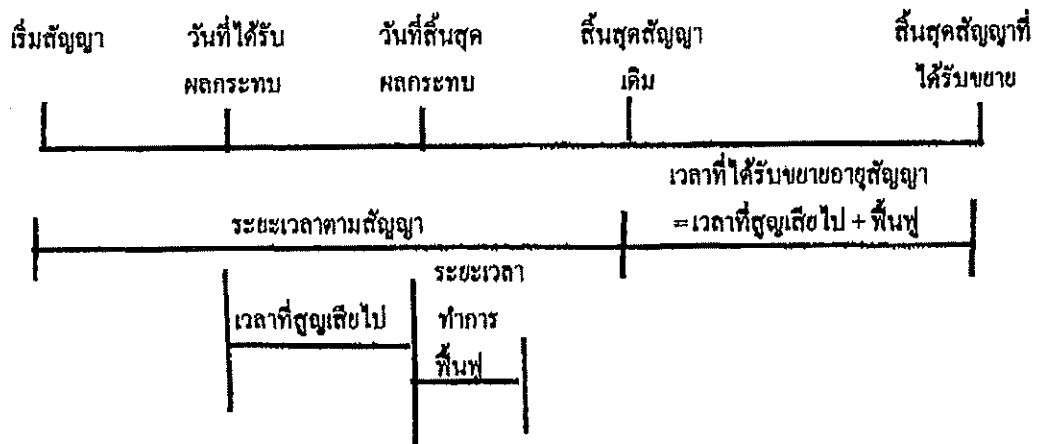 เริ่มสัญญา วันที่ได้รับ วันที่สิ้นสุด สิ้นสุดสัญญา สิ้นสุดสัญญาที่
ผลกระทบ ผลกระทบ เดิม ได้รับขยาย
เวลาที่ได้รับขยายอายุสัญญา
ระยะเวลาตามสัญญา =เวลาที่สูญเสียไป + ฟื้นฟู
ระยะเวลา
เวลาที่สูญเสียไป ทำการ
ฟื้นฟู